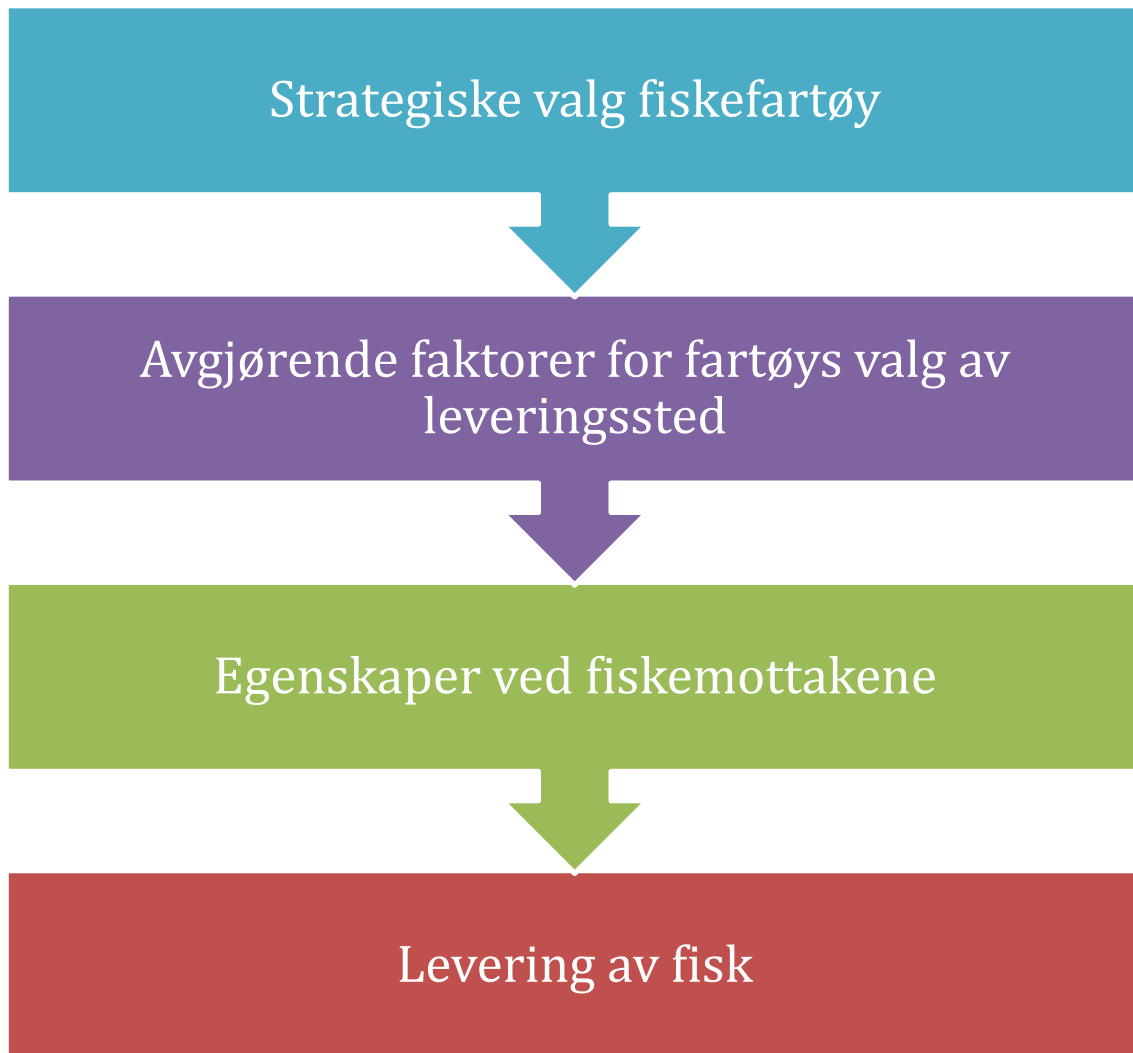 Strategiske valg fiskefartøy
Avgjørende faktorer for fartøys valg av
leveringssted
Egenskaper ved fiskemottakene
Levering av fisk